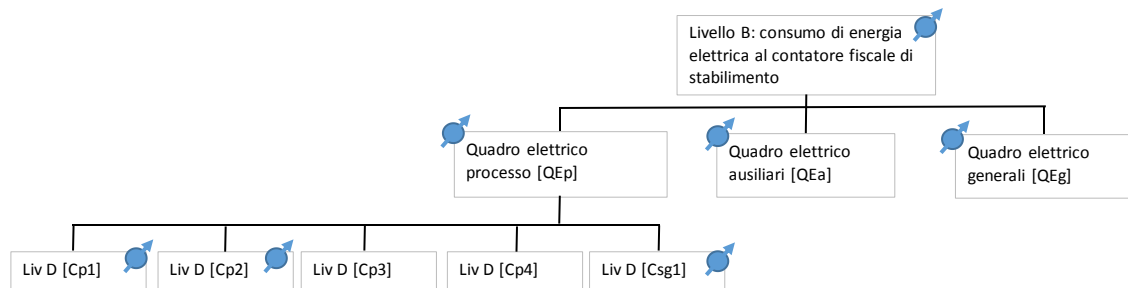 Livello B: consumo di energia
elettrica al contatore fiscale di
stabilimento
Quadro elettrico
processo [QEp]
Quadro elettrico
ausiliari [QEa]
Quadro elettrico
generali [QEg]
Liv D [Cp1]
Liv D [Cp2]
Liv D [Cp3]
Liv D [Cp4]
Liv D [Csg1]